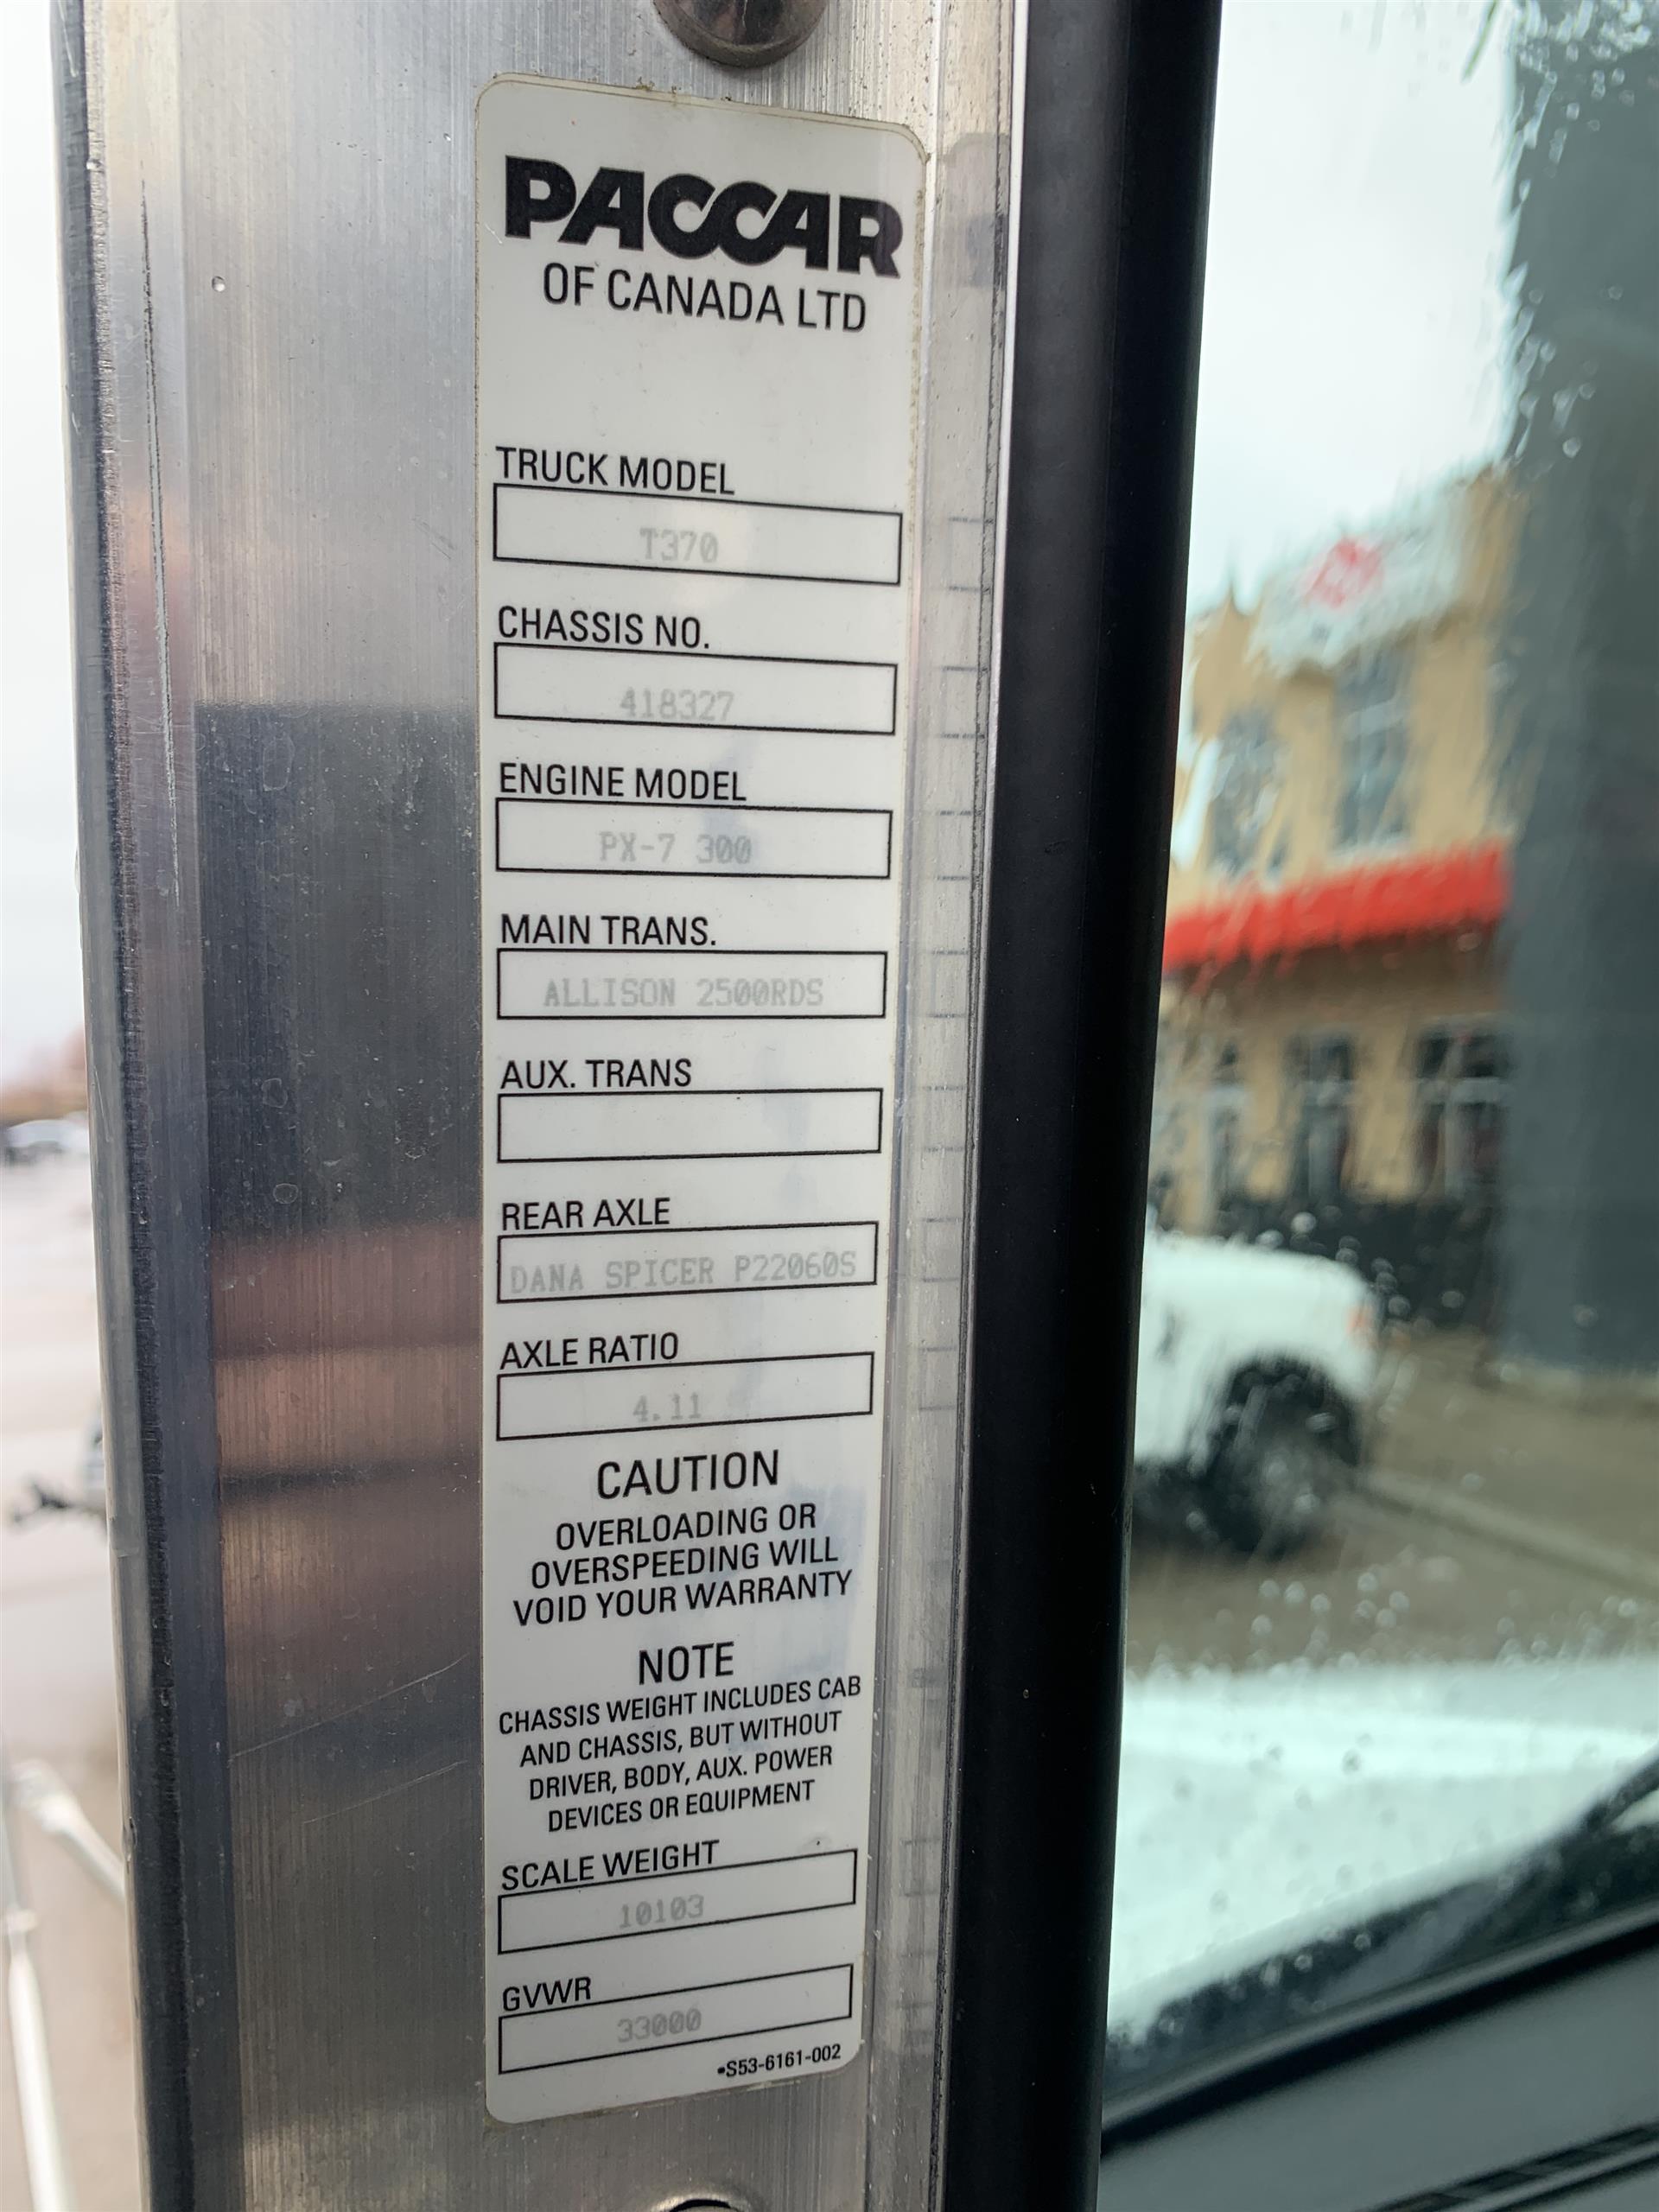 PACCAR
OF CANADA LTD
TRUCK MODEL
T370
CHASSIS NO.
418327
ENGINE MODEL
PX-7 300
MAIN TRANS.
ALLISON 2500RDS
AUX. TRANS
REAR AXLE
DANA SPICER P22060S
AXLE RATIO
4.11
CAUTION
OVERLOADING OR
OVERSPEEDING WILL
VOID YOUR WARRANTY
NOTE
CHASSIS WEIGHT INCLUDES CAB
AND CHASSIS, BUT WITHOUT
DRIVER, BODY, AUX. POWER
DEVICES OR EQUIPMENT
SCALE WEIGHT
10103
GVWR
33000
•S53-6161-002